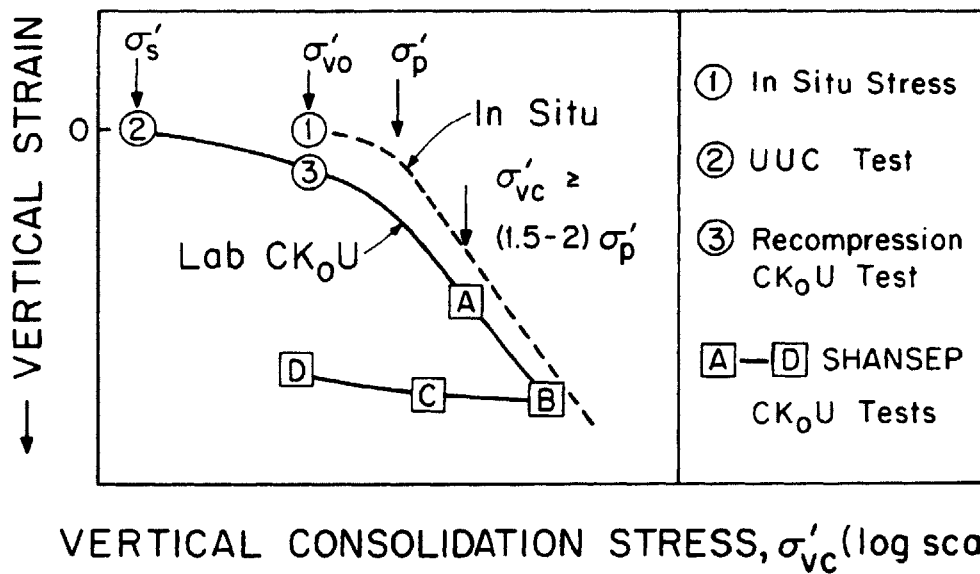 VERTICAL STRAIN
0
σ's
σ'vo
σ'p
② ① ③
In Situ
σ'vc ≥
(1.5-2) σ'p
Lab CKoU
A
B
C
D
① In Situ Stress
② UUC Test
③ Recompression
CKoU Test
A—D SHANSEP
CKoU Tests
VERTICAL CONSOLIDATION STRESS, σ'vc (log sca